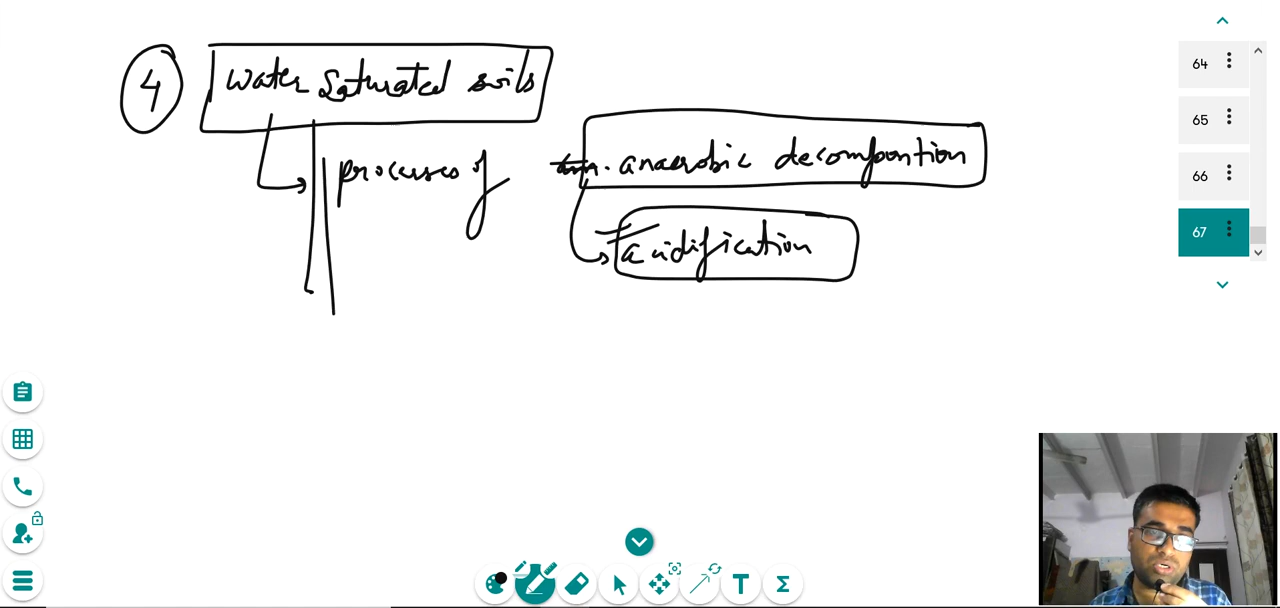 4 Water Saturated soils
processes of anaerobic decomposition
acidification
64
65
66
67
T
Σ